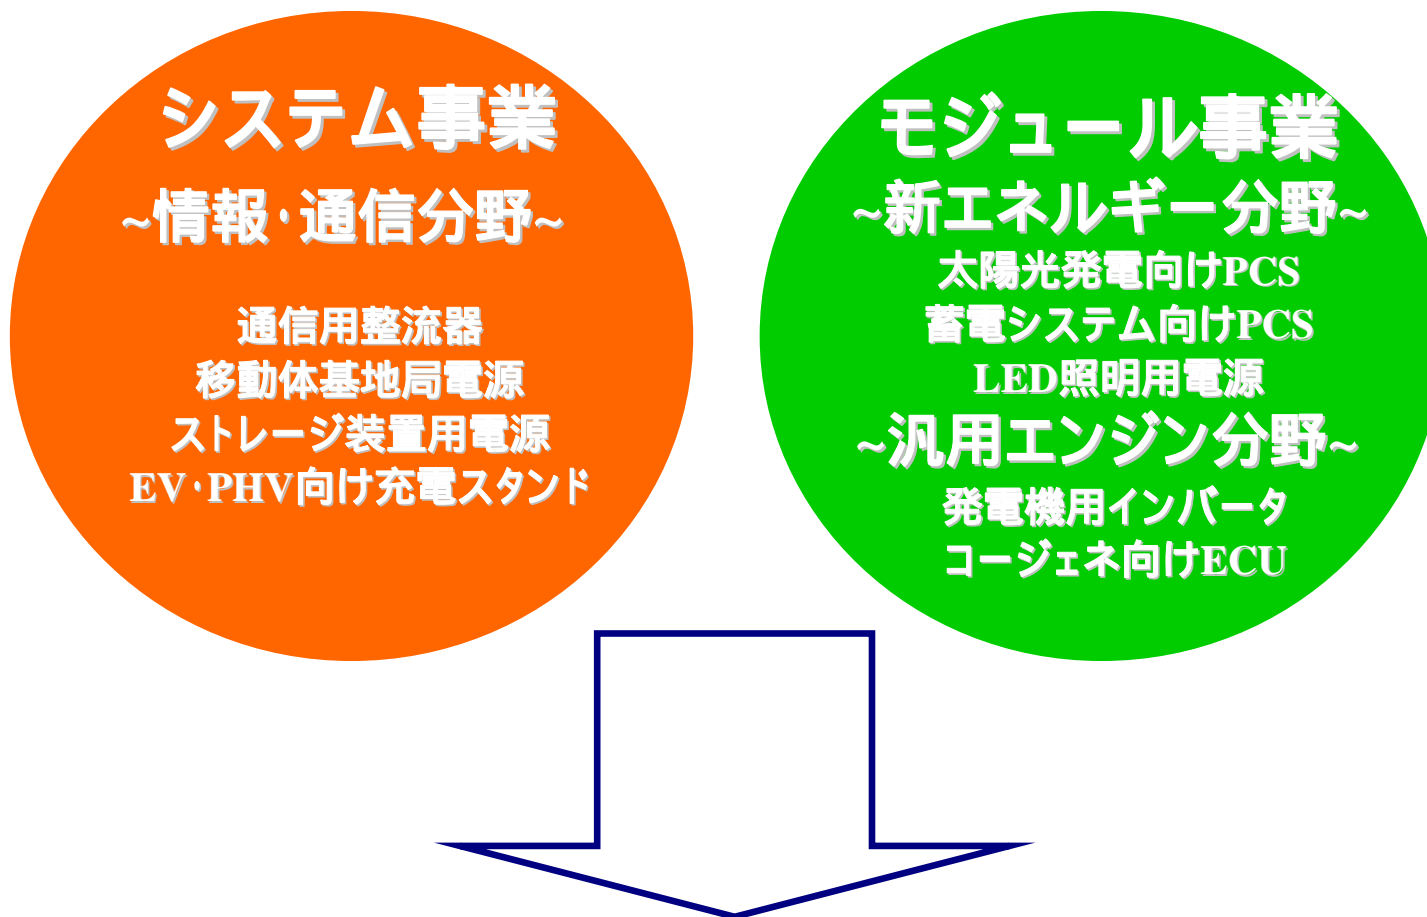 システム事業
~情報･通信分野~
通信用整流器
移動体基地局電源
ストレージ装置用電源
EV･PHV向け充電スタンド
モジュール事業
~新エネルギー分野~
太陽光発電向けPCS
蓄電システム向けPCS
LED照明用電源
~汎用エンジン分野~
発電機用インバータ
コージェネ向けECU